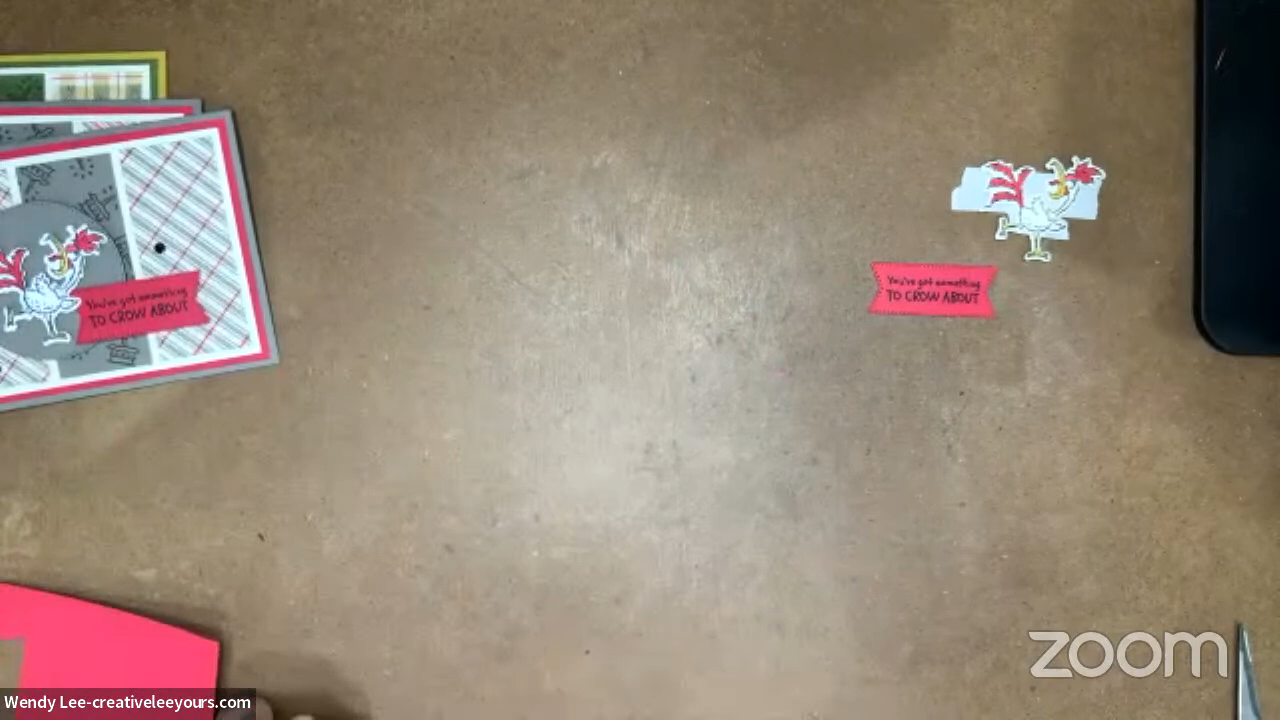 You've got something
TO CROW ABOUT
You've got something
TO CROW ABOUT
zoom
Wendy Lee-creativeleeyours.com